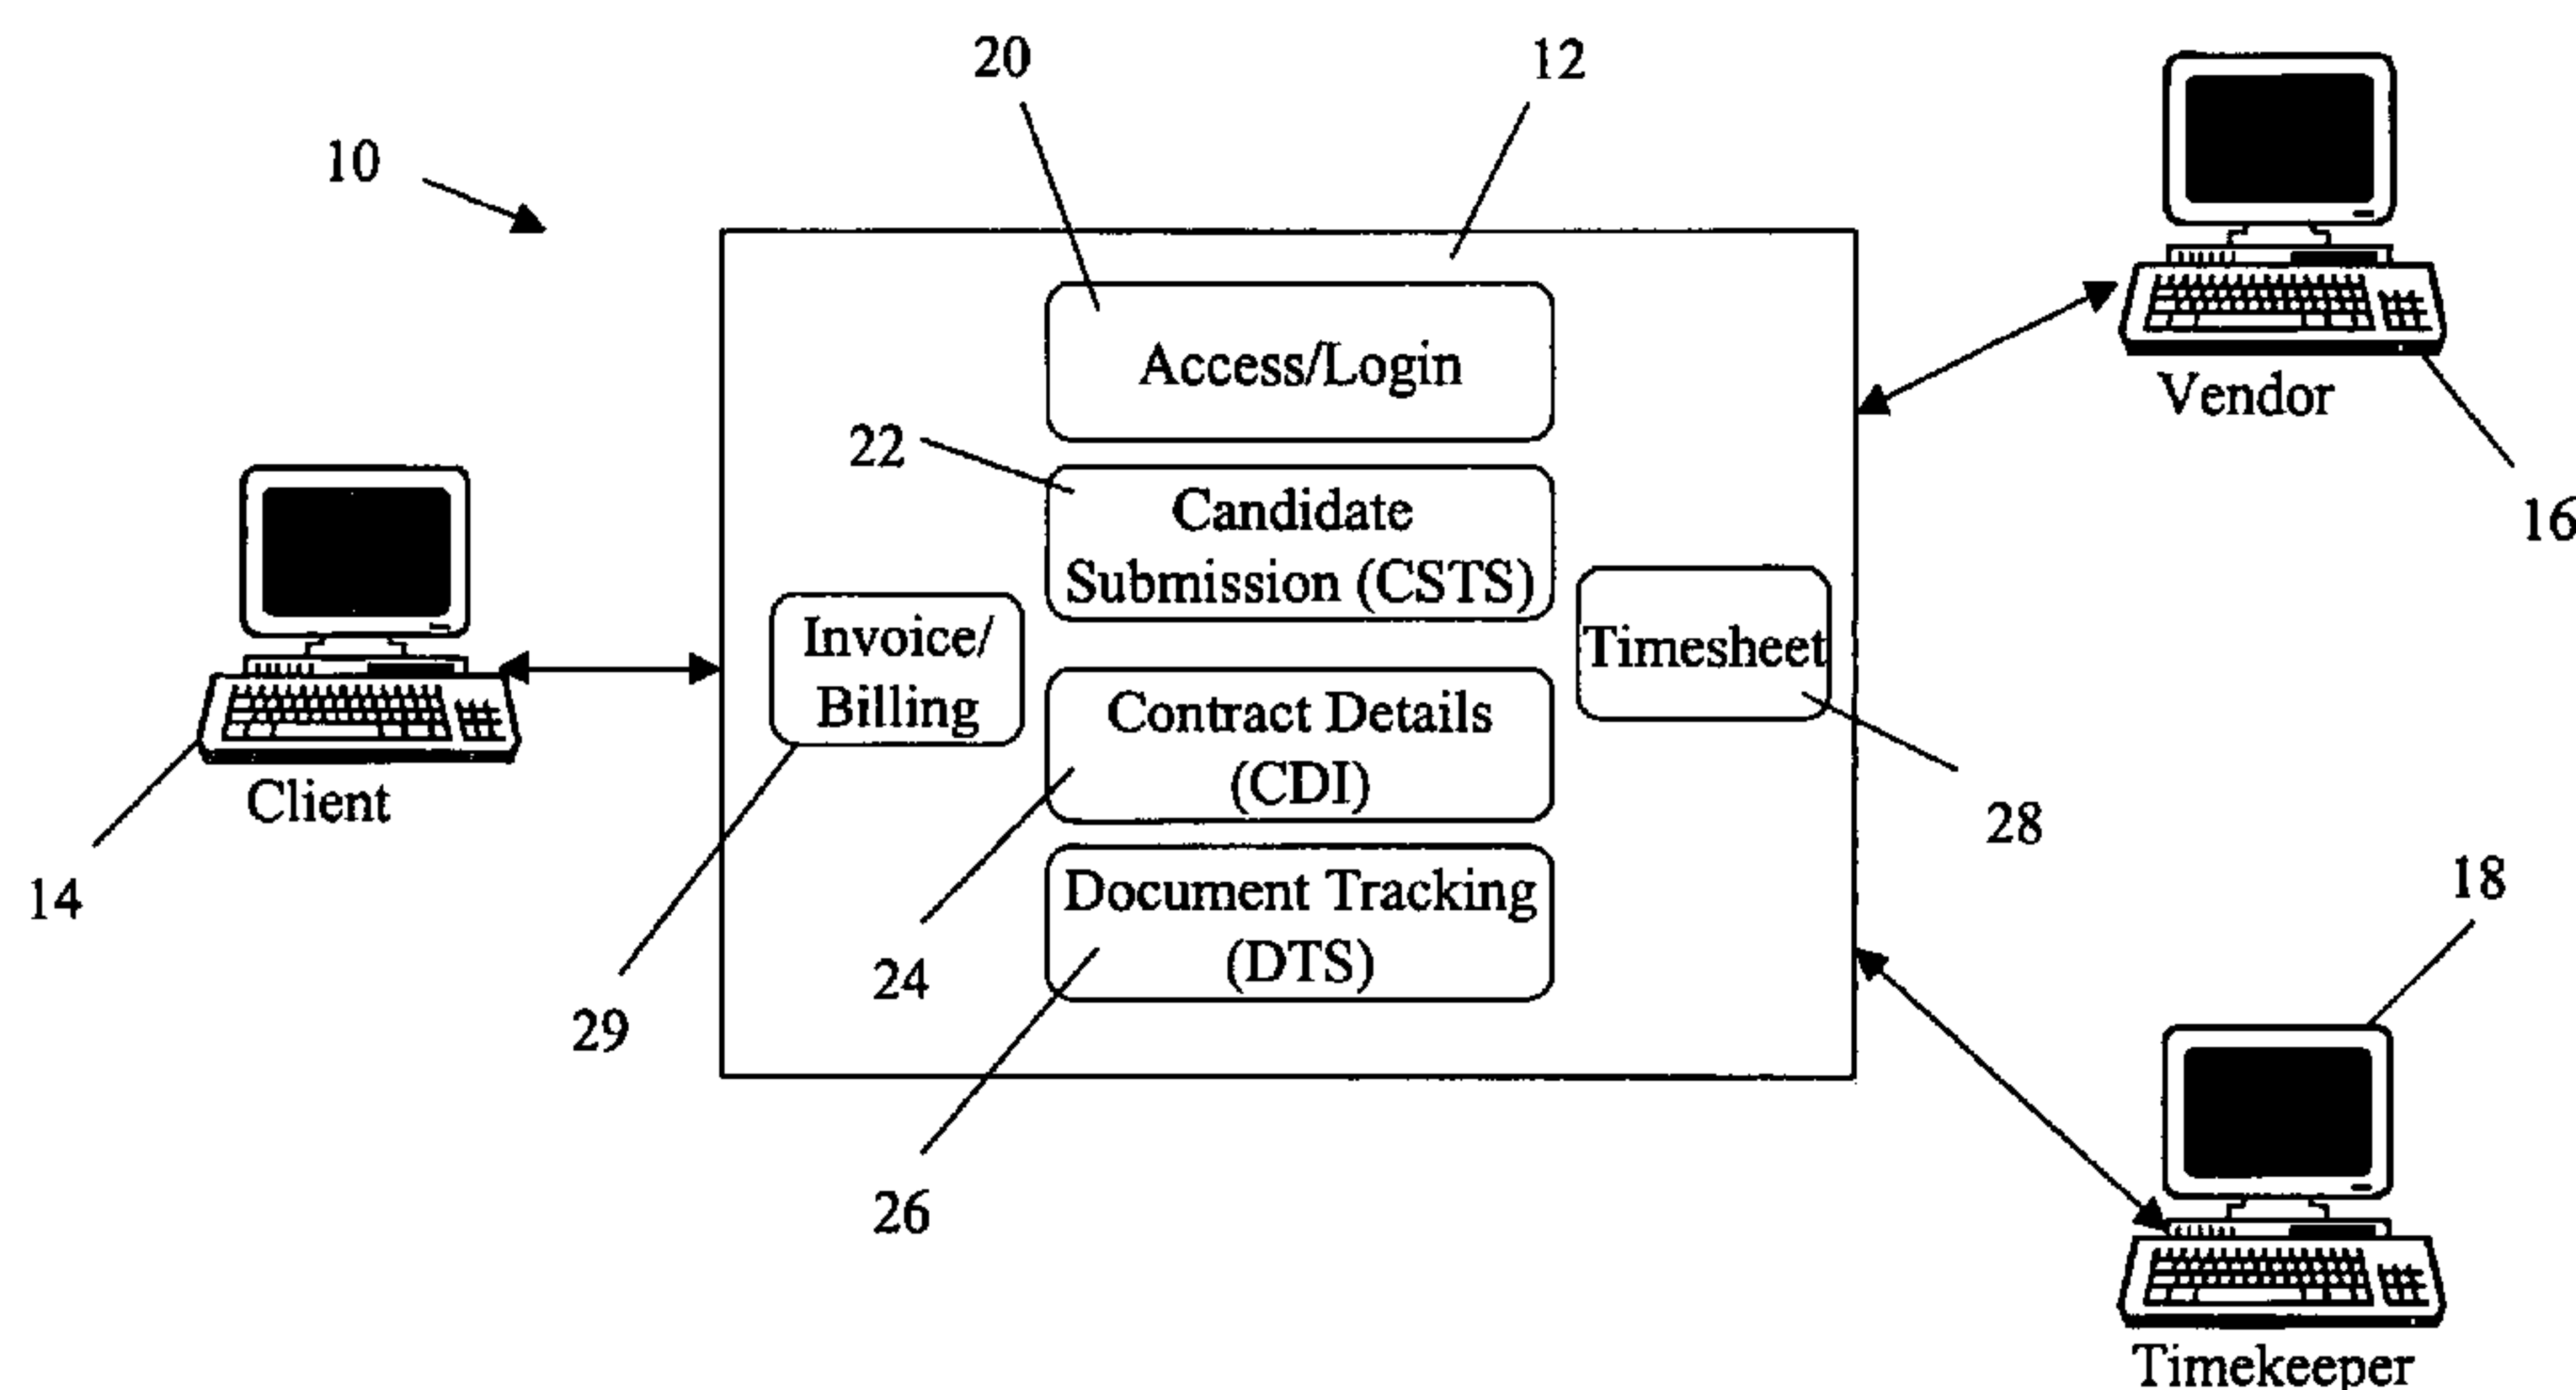 20
12
10
Access/Login
Vendor
22
Candidate
Submission (CSTS)
16
Invoice/
Billing
Timesheet
Contract Details
(CDI)
Client
28
14
Document Tracking
(DTS)
18
24
29
26
Timekeeper